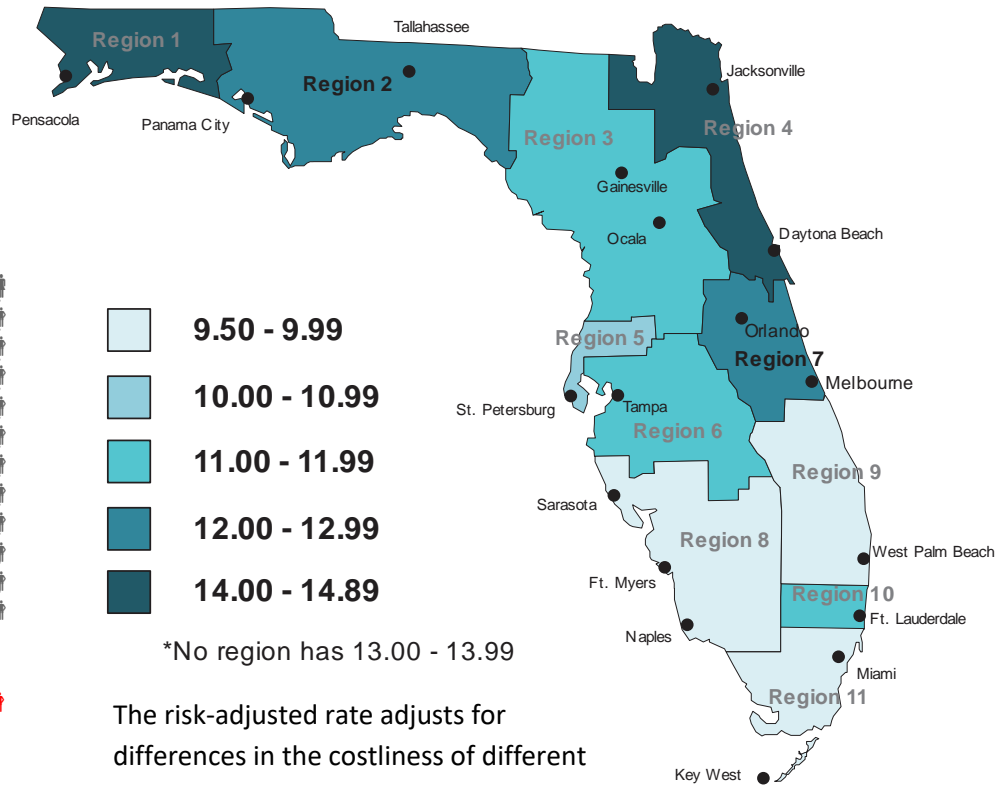 Tallahassee
Region 1
Jacksonville
Region 2
Pensacola
Panama City
Region 4
Region 3
Gainesville
Ocala
Daytona Beach
9.50 - 9.99
Orlando
Region 5
Region 7
10.00 - 10.99
Melbourne
St. Petersburg
Tampa
Region 6
11.00 - 11.99
Region 9
Sarasota
12.00 - 12.99
Region 8
West Palm Beach
Ft. Myers
14.00 - 14.89
Region 10
Ft. Lauderdale
Naples
*No region has 13.00 - 13.99
Miami
Region 11
The risk-adjusted rate adjusts for
differences in the costliness of different
Key West